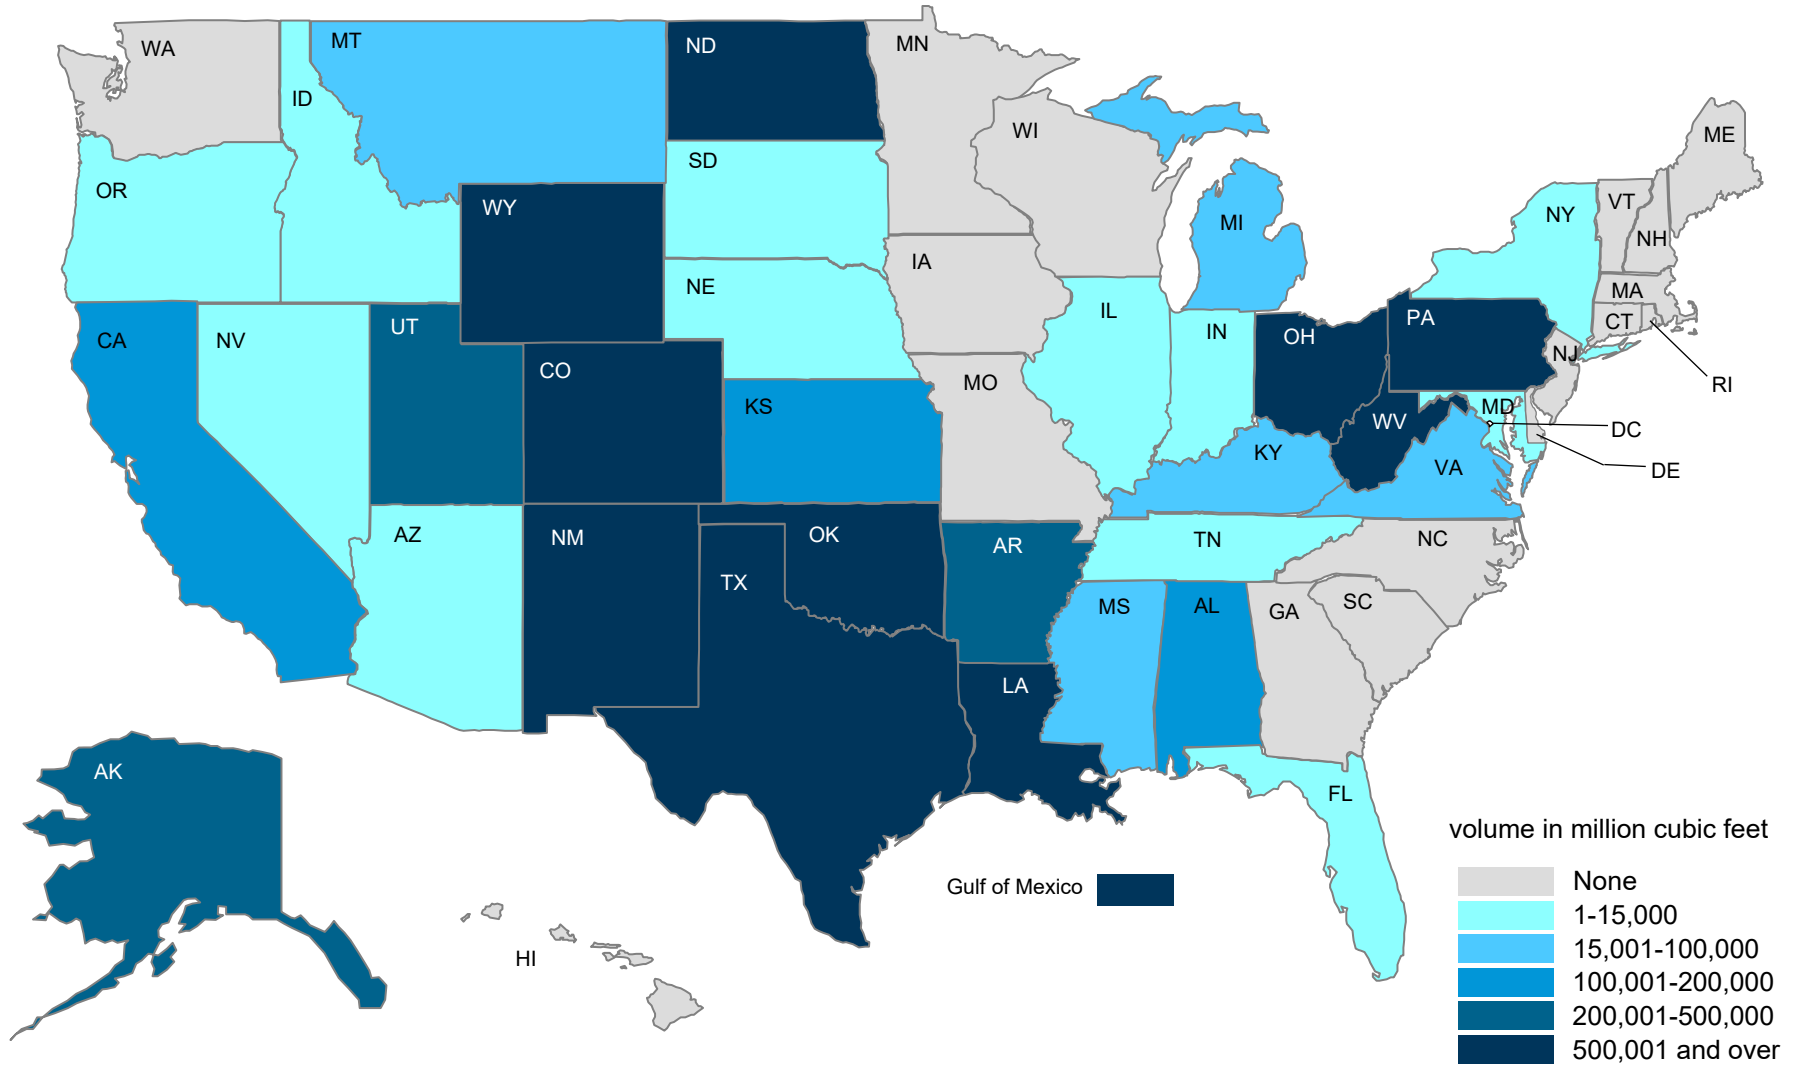 WA
MT
ND
MN
ID
WI
ME
SD
OR
WY
MI
NY
VT
NH
IA
NE
MA
IL
CT
CA
NV
UT
IN
OH
PA
NJ
CO
MO
RI
KS
MD
WV
DC
KY
VA
DE
AZ
NM
OK
AR
TN
NC
TX
MS
AL
GA
SC
LA
AK
FL
HI
Gulf of Mexico
volume in million cubic feet
None
1-15,000
15,001-100,000
100,001-200,000
200,001-500,000
500,001 and over